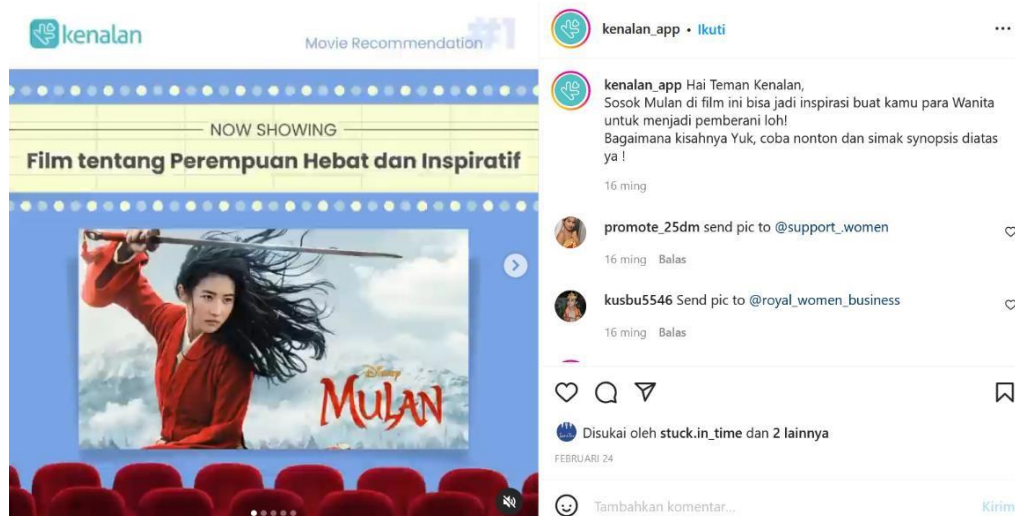 kenalan
Movie Recommendation
#1
NOW SHOWING
Film tentang Perempuan Hebat dan Inspiratif
Disney
MULAN
kenalan_app • Ikuti
kenalan_app Hai Teman Kenalan,
Sosok Mulan di film ini bisa jadi inspirasi buat kamu para Wanita
untuk menjadi pemberani loh!
Bagaimana kisahnya Yuk, coba nonton dan simak synopsis diatas
ya !
16 ming
promote_25dm send pic to @support_.women
16 ming Balas
kusbu5546 Send pic to @royal_women_business
16 ming Balas
Disukai oleh stuck.in_time dan 2 lainnya
FEBRUARI 24
Tambahkan komentar...
Kirim